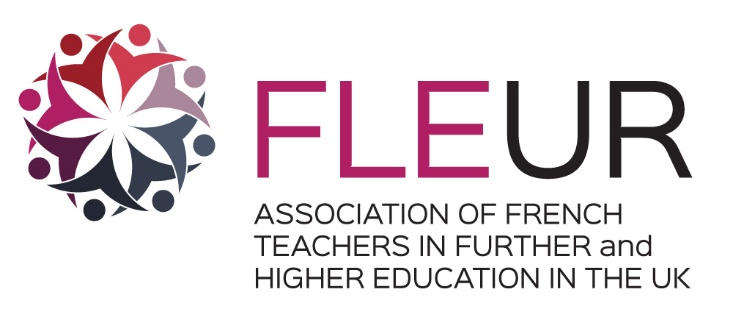 FLEUR
ASSOCIATION OF FRENCH
TEACHERS IN FURTHER and
HIGHER EDUCATION IN THE UK